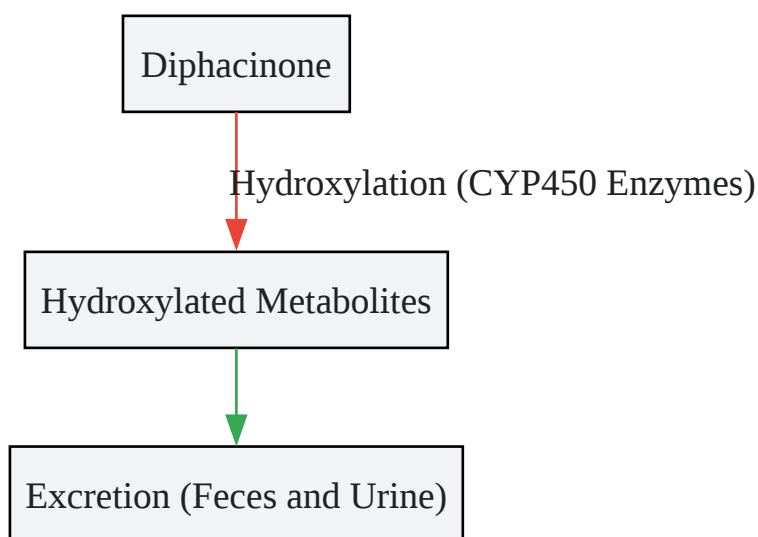 Diphacinone
Hydroxylation (CYP450 Enzymes)
Hydroxylated Metabolites
Excretion (Feces and Urine)